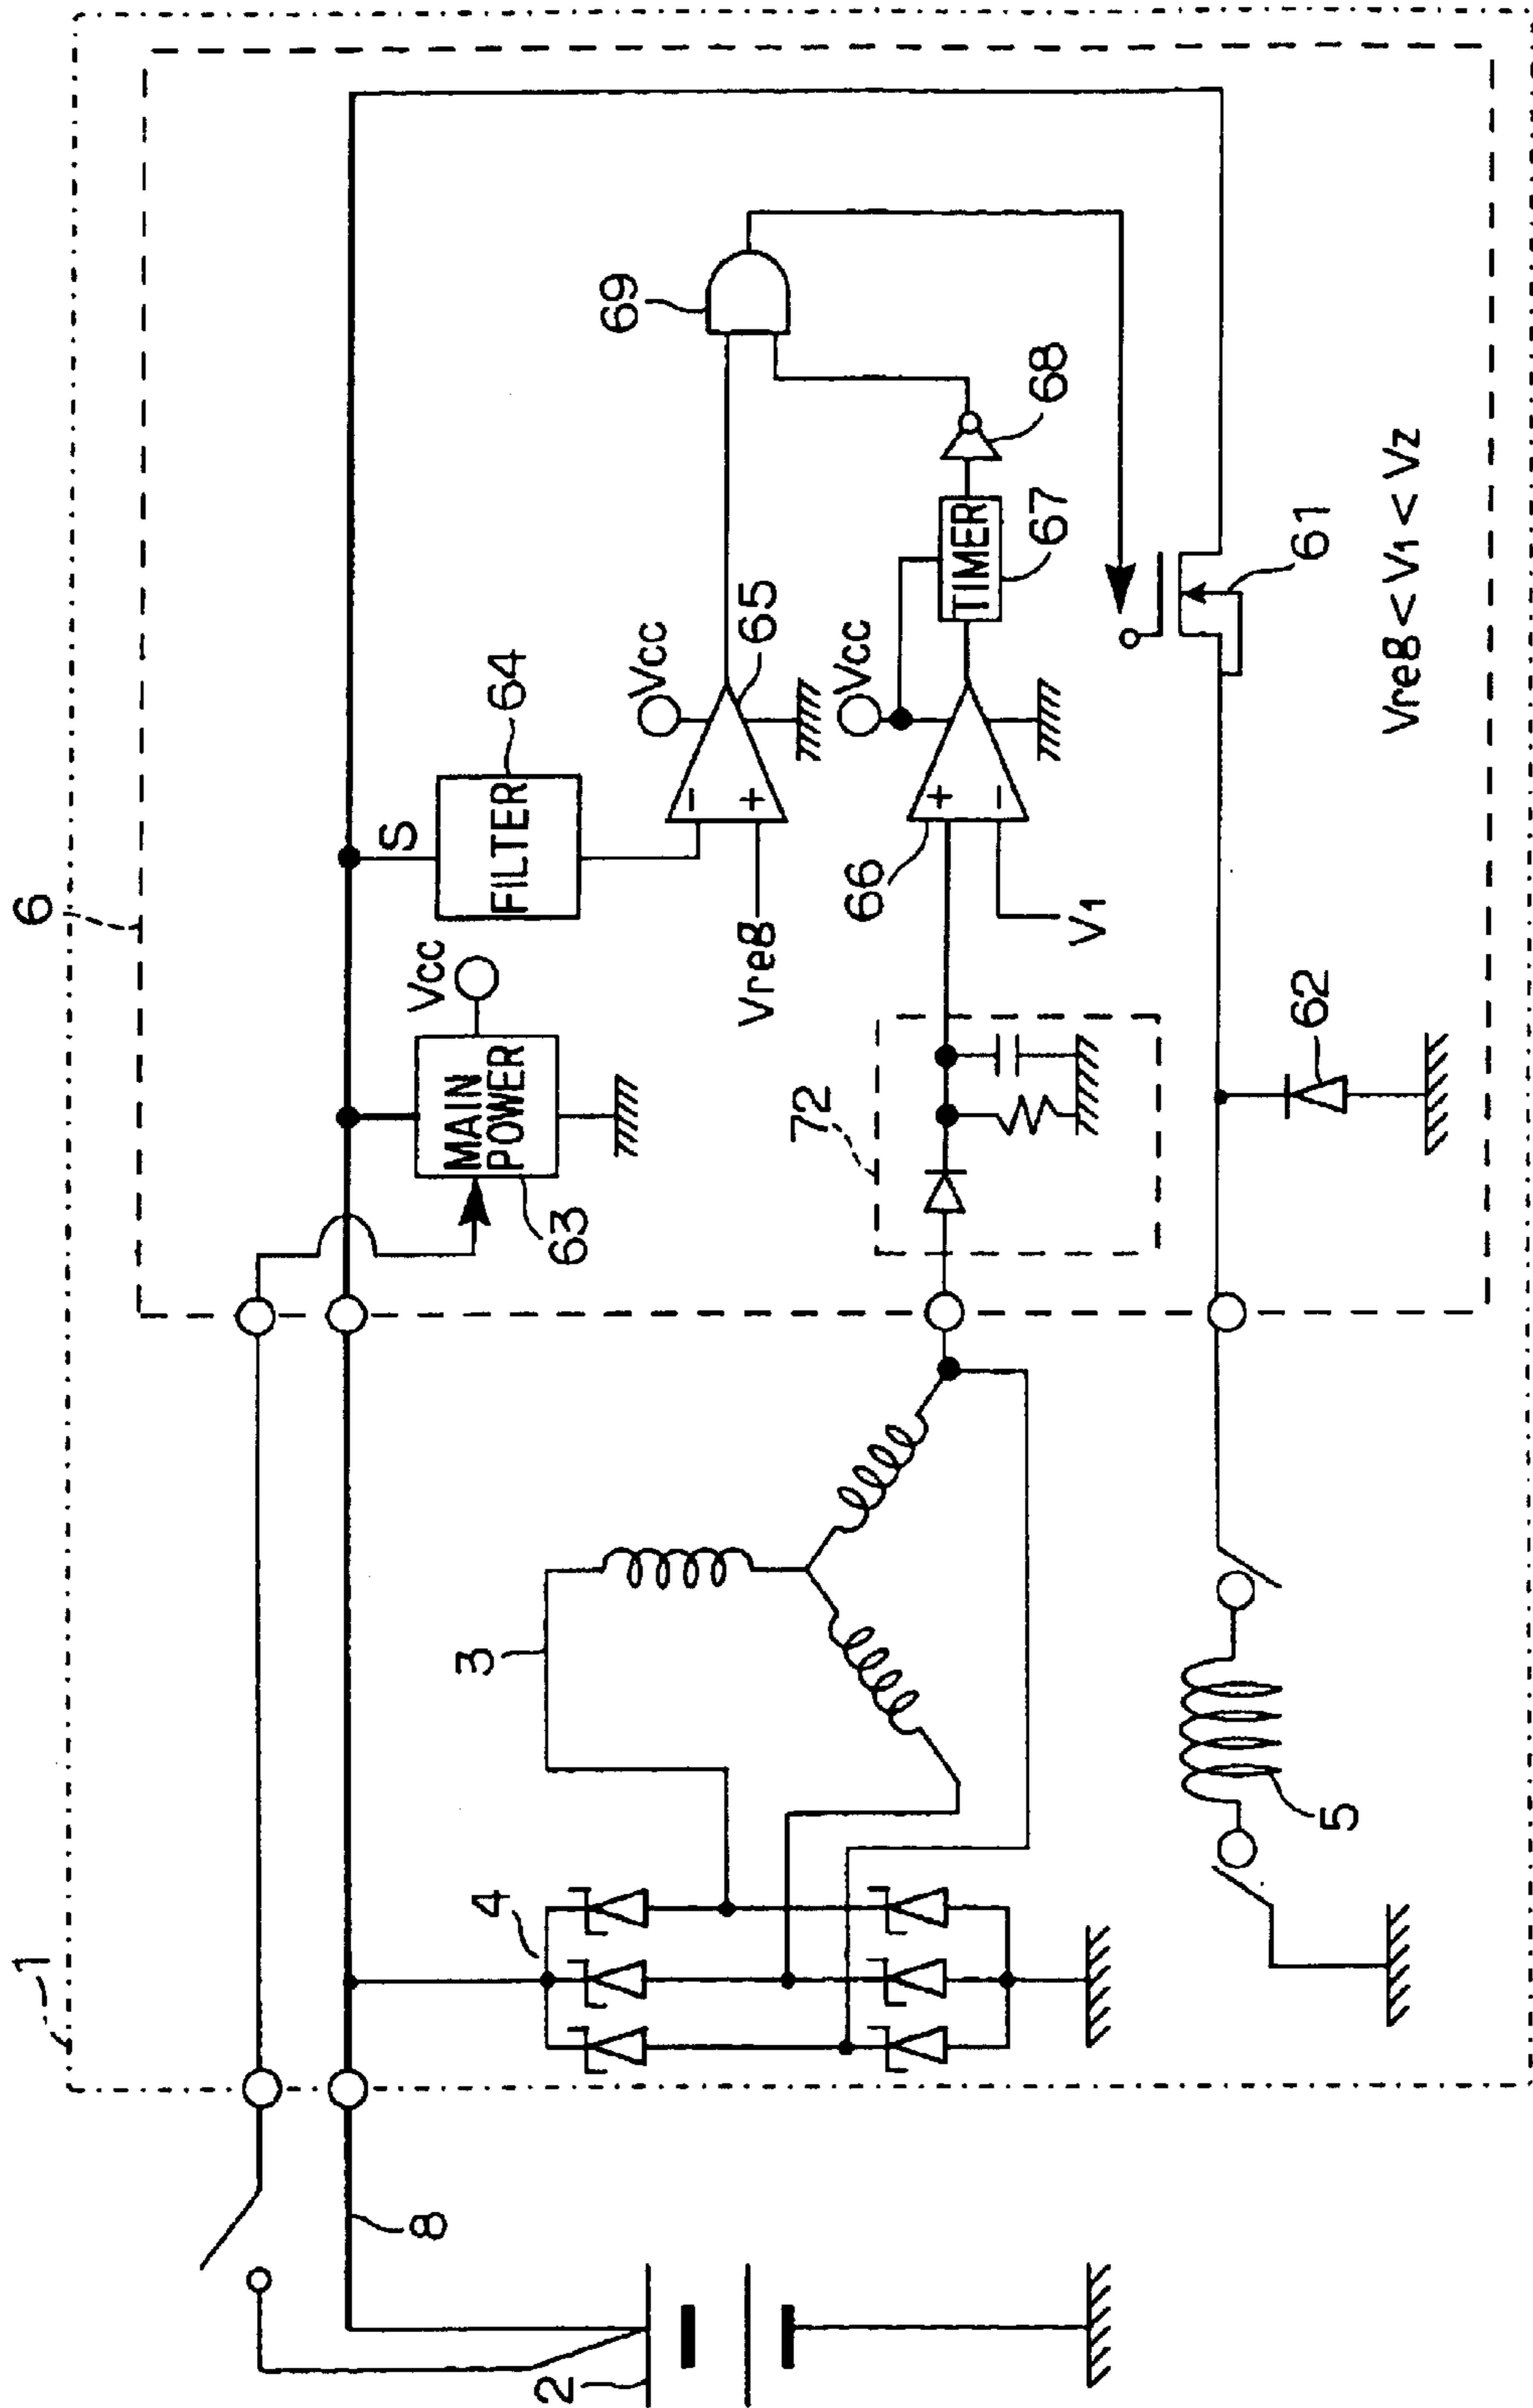 1
6
S
64
FILTER
Vcc
MAIN
POWER
63
Vcc
65
Vreg
69
Vcc
66
V1
TIMER
67
68
72
4
3
8
2
5
62
61
Vreg < V1 < Vz
+
−
−
+